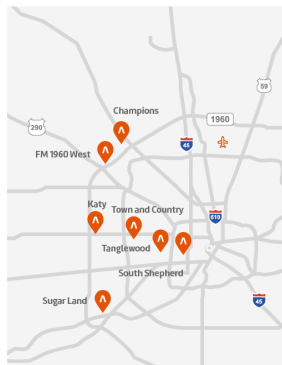 59
1960
Champions
290
45
FM 1960 West
Katy
Town and Country
610
Tanglewood
South Shepherd
Sugar Land
45